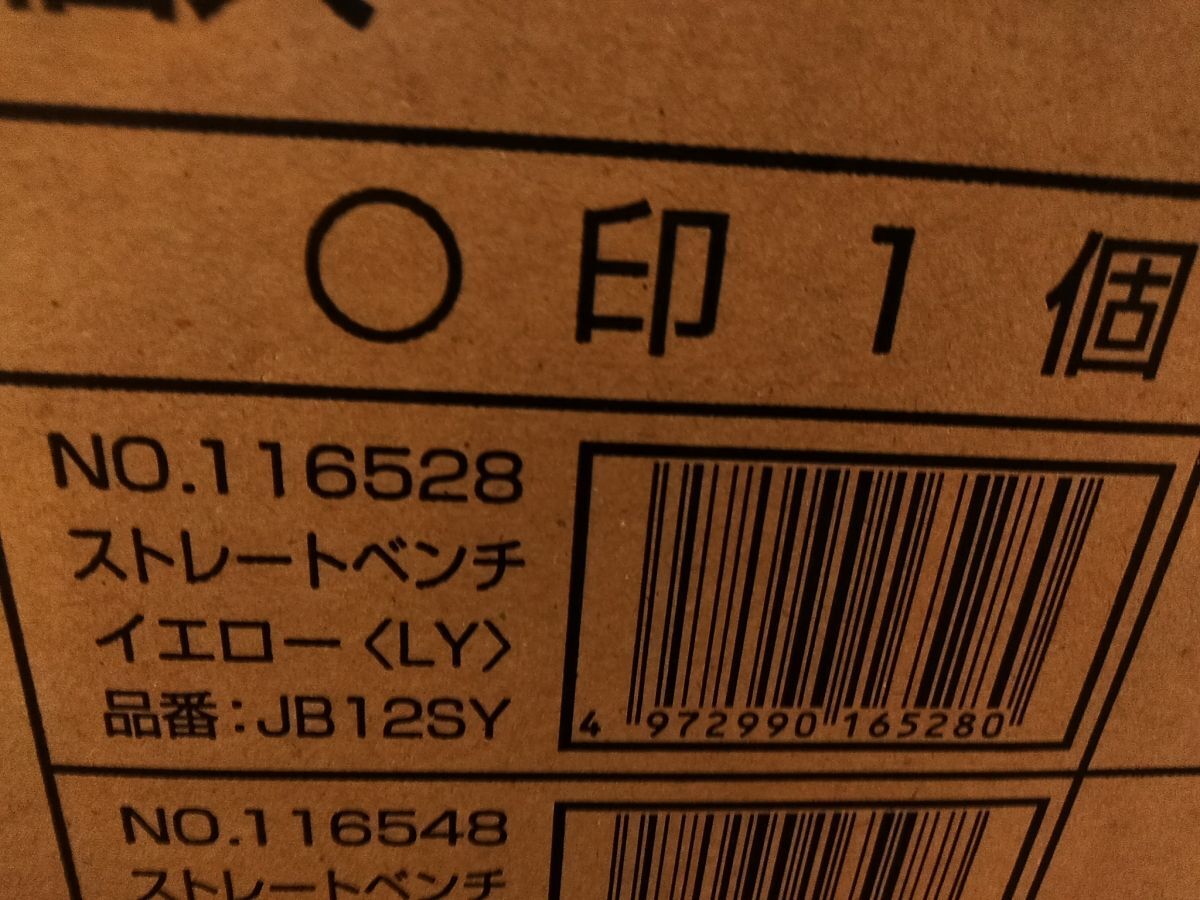 ○印1個
NO.116528
ストレートベンチ
イエロー〈LY〉
品番:JB12SY
4 972990 165280
NO.116548
ストレートベンチ